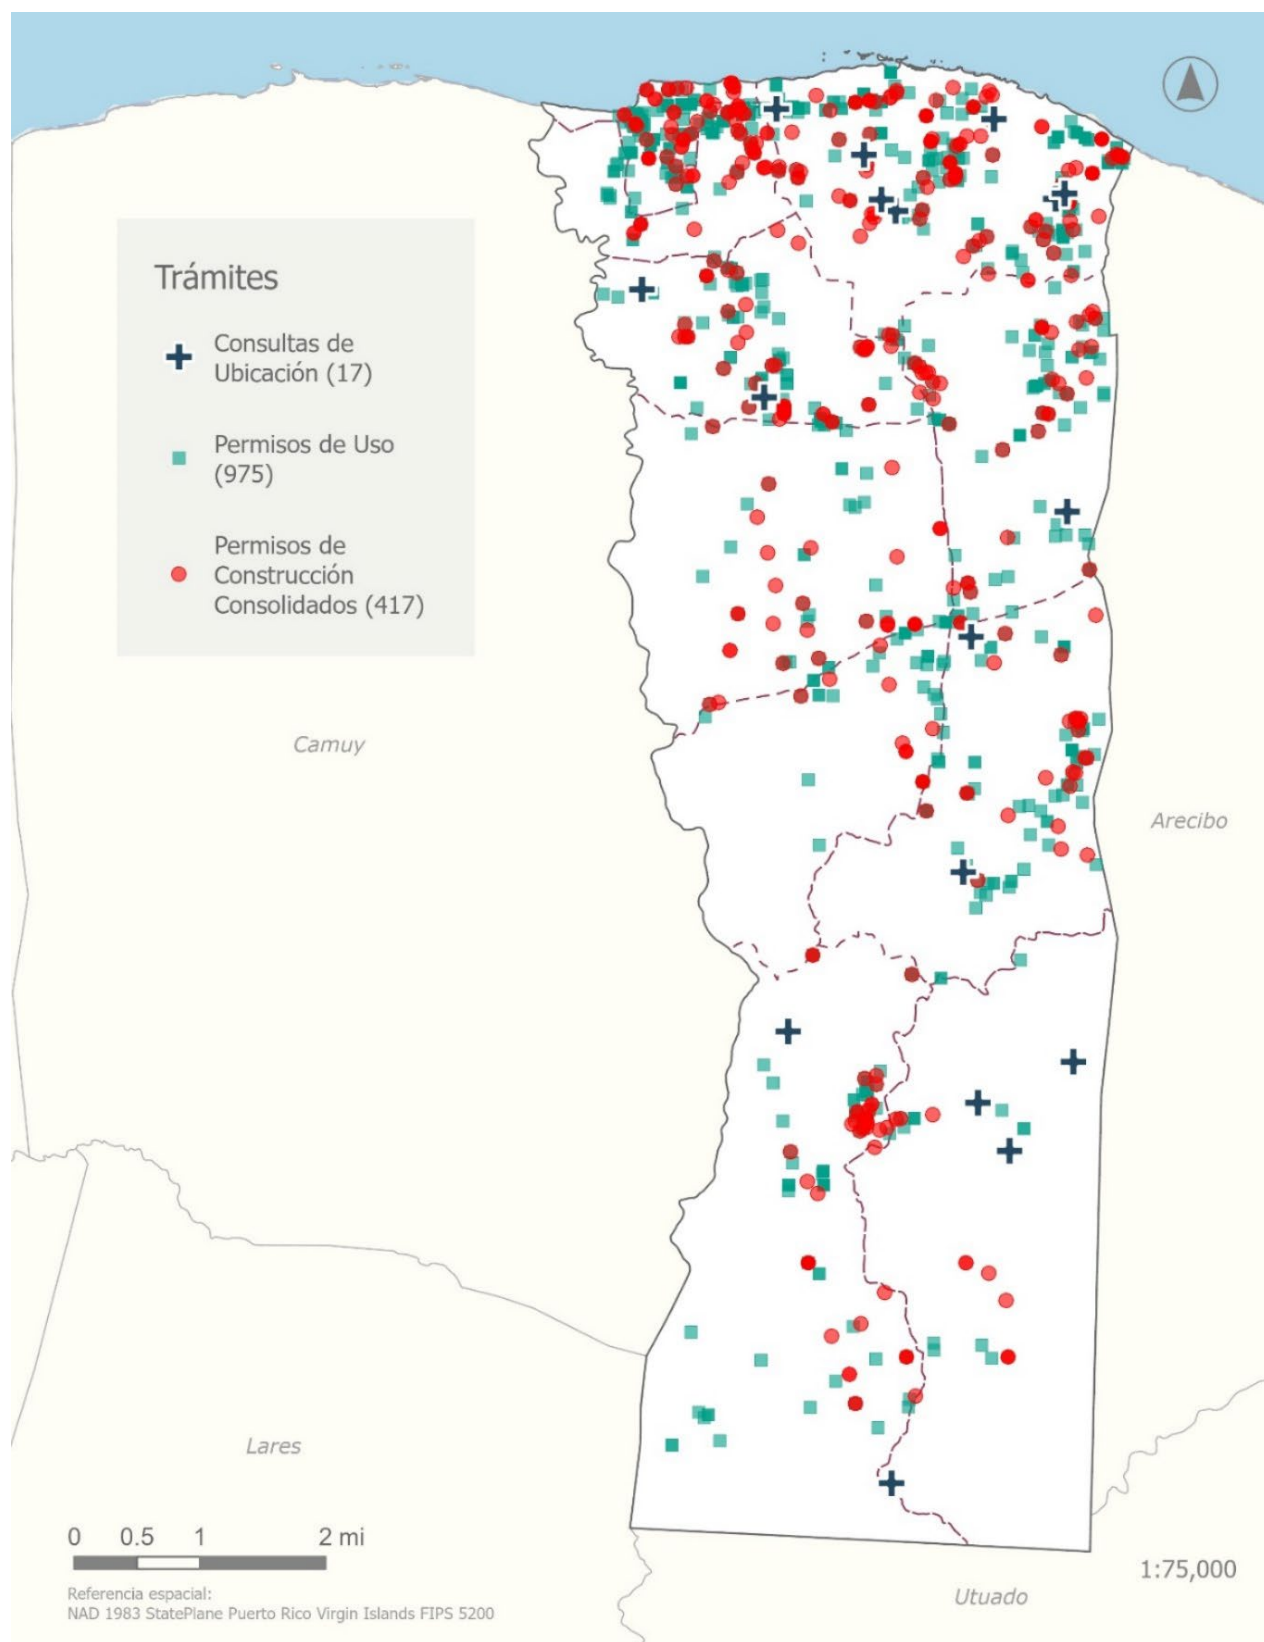 Trámites
Consultas de
Ubicación (17)
Permisos de Uso
(975)
Permisos de
Construcción
Consolidados (417)
Camuy
Arecibo
Lares
0 0.5 1 2 mi
1:75,000
Referencia espacial:
NAD 1983 StatePlane Puerto Rico Virgin Islands FIPS 5200
Utuado